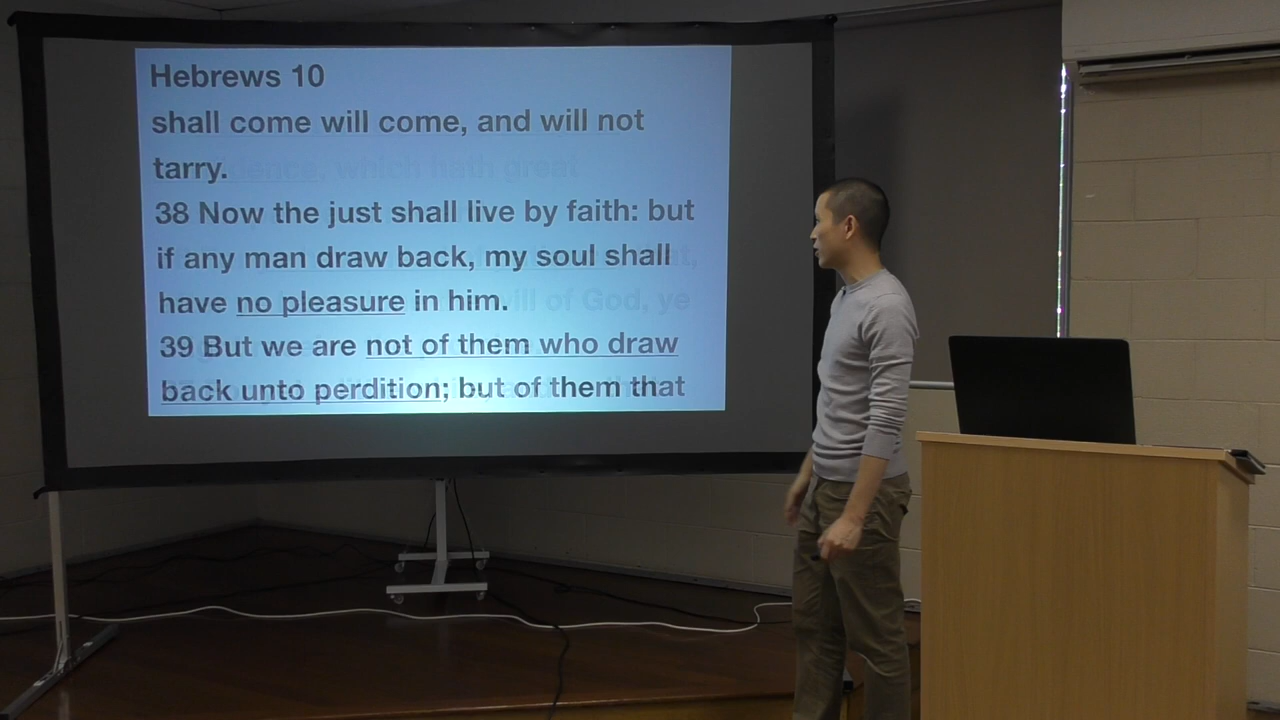 Hebrews 10
shall come will come, and will not
tarry.
38 Now the just shall live by faith: but
if any man draw back, my soul shall
have no pleasure in him.
39 But we are not of them who draw
back unto perdition; but of them that